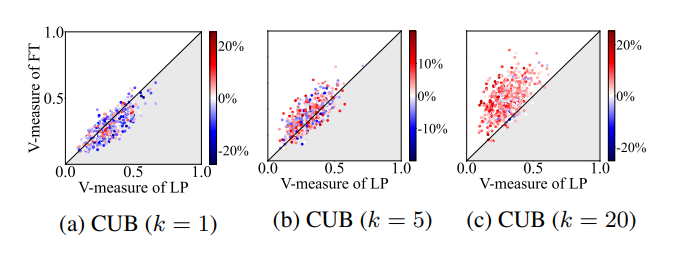 1.0
0.5
0.0
0.5
1.0
V-measure of FT
V-measure of LP
20%
0%
-20%
0.0
0.5
1.0
V-measure of LP
10%
0%
-10%
0.0
0.5
1.0
V-measure of LP
20%
0%
-20%
(a) CUB (k = 1)
(b) CUB (k = 5)
(c) CUB (k = 20)